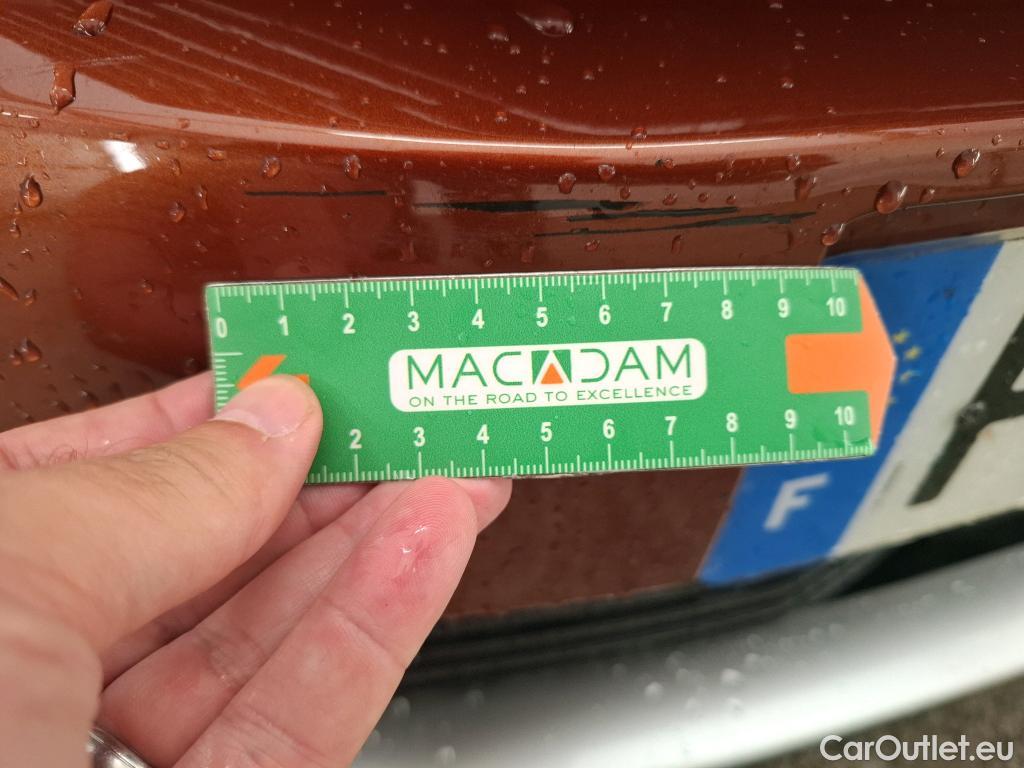 0 1 2 3 4 5 6 7 8 9 10
MACADAM
ON THE ROAD TO EXCELLENCE
2 3 4 5 6 7 8 9 10
F
CarOutlet.eu